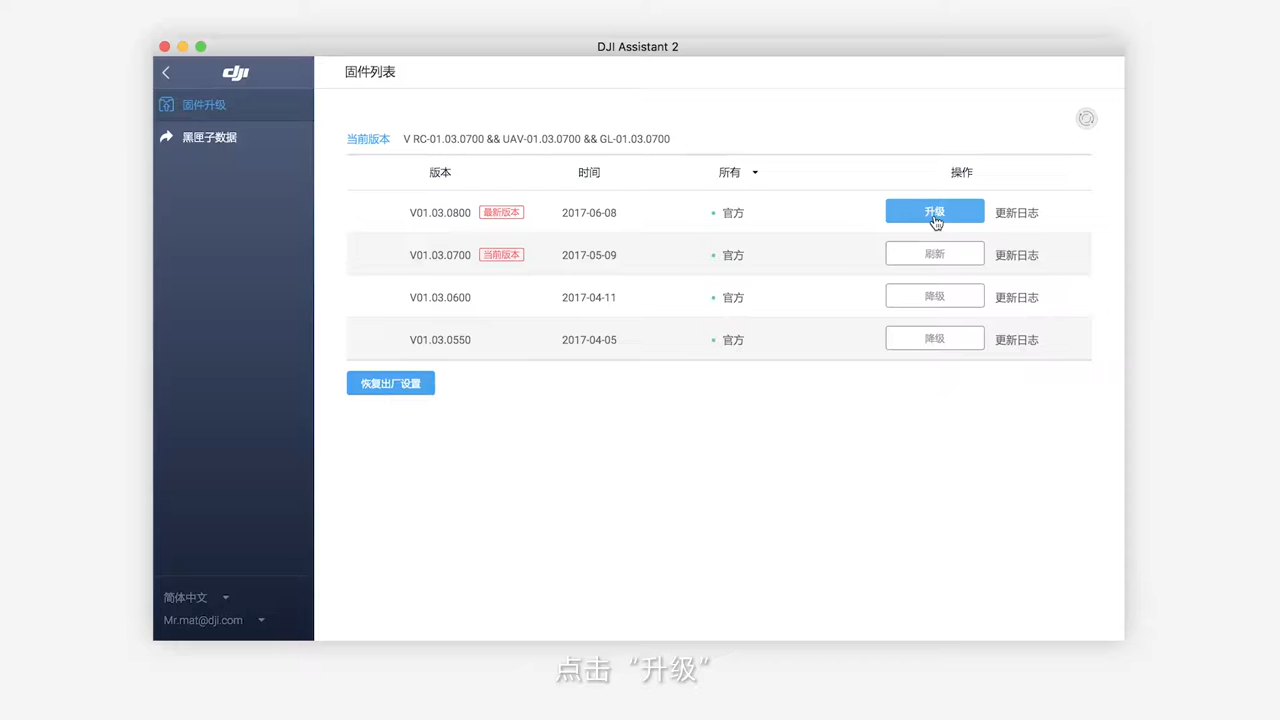 DJI Assistant 2
dji
固件列表
固件升级
黑匣子数据
当前版本 V RC-01.03.0700 && UAV-01.03.0700 && GL-01.03.0700
版本 时间 所有 操作
V01.03.0800 最新版本 2017-06-08 官方 升级 更新日志
V01.03.0700 当前版本 2017-05-09 官方 刷新 更新日志
V01.03.0600 2017-04-11 官方 降级 更新日志
V01.03.0550 2017-04-05 官方 降级 更新日志
恢复出厂设置
简体中文
Mr.mat@dji.com
点击“升级”